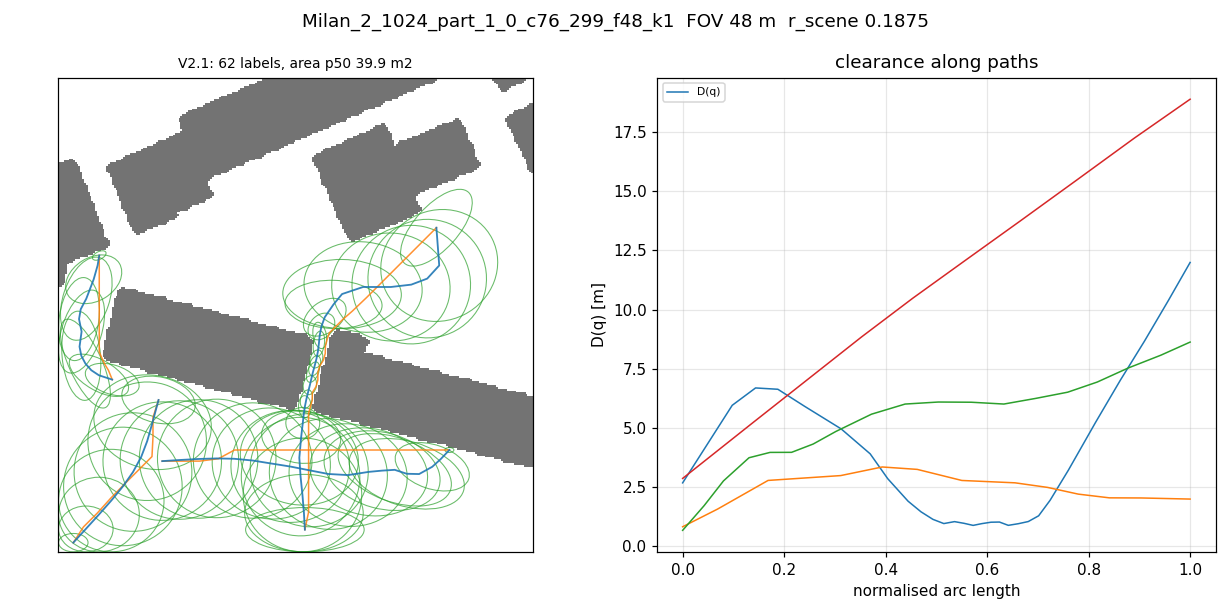 Milan_2_1024_part_1_0_c76_299_f48_k1  FOV 48 m  r_scene 0.1875
V2.1: 62 labels, area p50 39.9 m2
clearance along paths
D(q)
17.5
15.0
12.5
10.0
7.5
5.0
2.5
0.0
D(q) [m]
0.0 0.2 0.4 0.6 0.8 1.0
normalised arc length